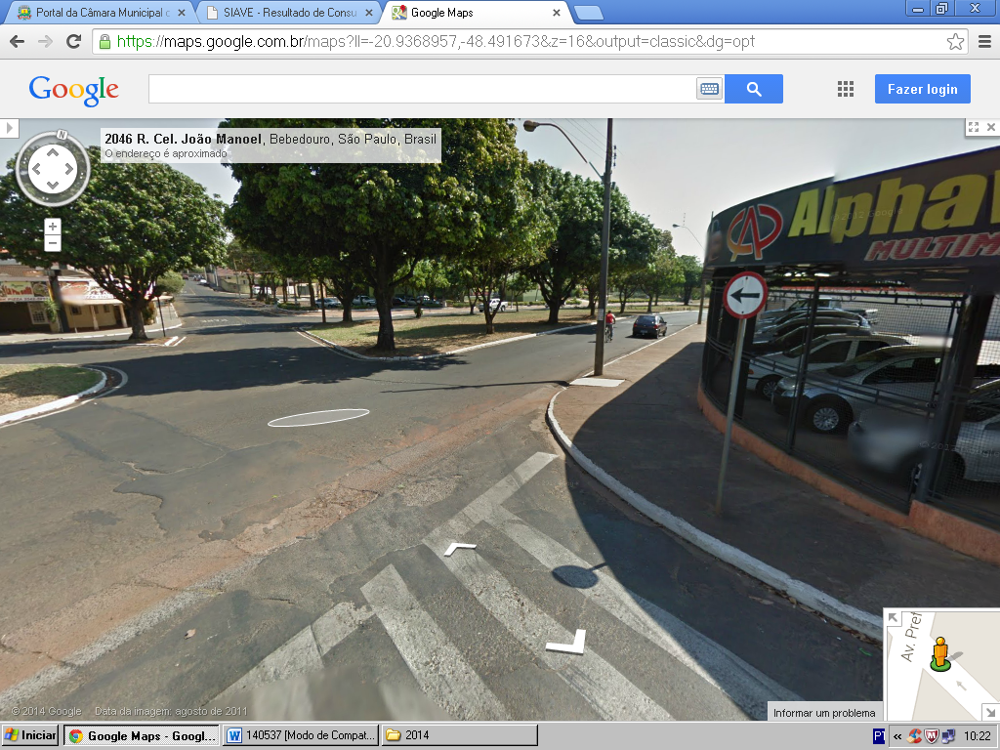 Portal da Câmara Municipal d
SIAVE - Resultado de Consu
Google Maps
https://maps.google.com.br/maps?ll=-20.9368957,-48.491673&z=16&output=classic&dg=opt
Google
Fazer login
2046 R. Cel. João Manoel, Bebedouro, São Paulo, Brasil
O endereço é aproximado
N
Alpha
MULTIM
Av. Pref
© 2014 Google
Data da imagem: agosto de 2011
Informar um problema
Iniciar
Google Maps - Googl...
140537 [Modo de Compat...
2014
PT
10:22